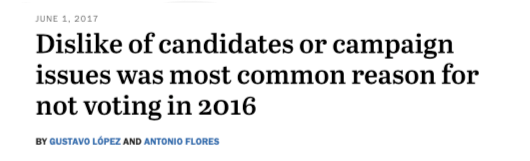 JUNE 1, 2017
Dislike of candidates or campaign
issues was most common reason for
not voting in 2016
BY GUSTAVO LÓPEZ AND ANTONIO FLORES